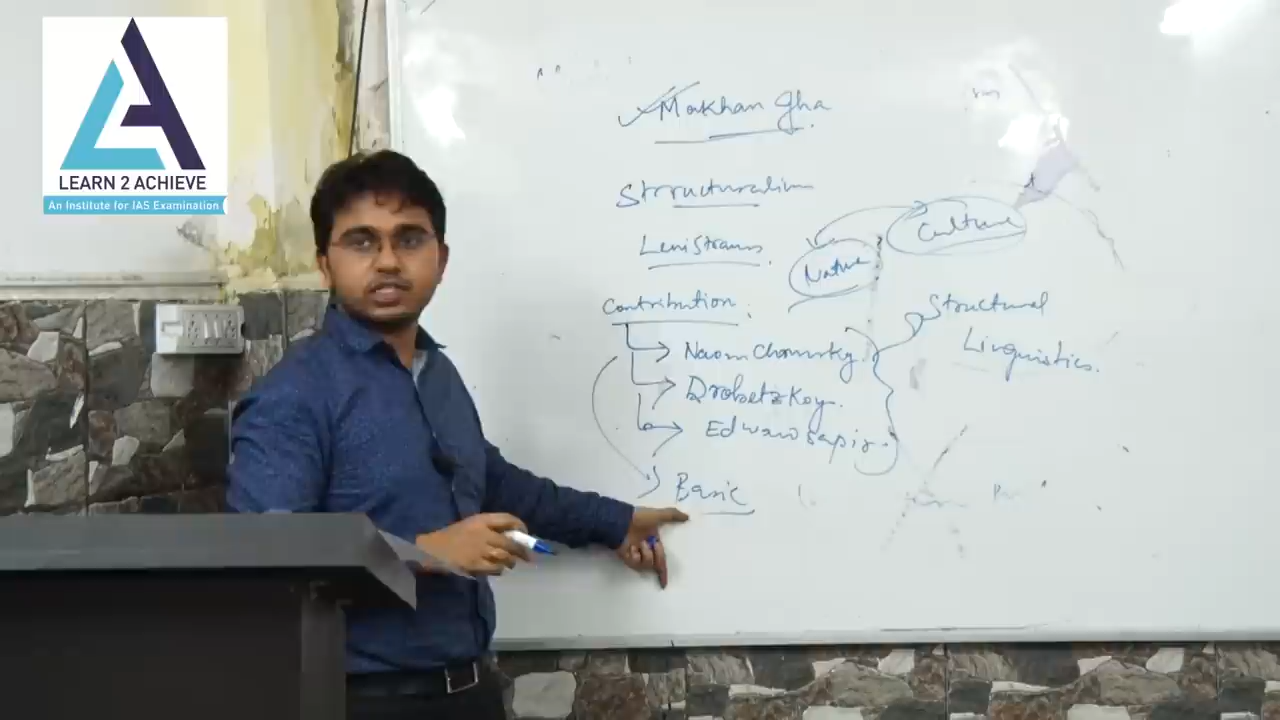 LEARN 2 ACHIEVE
An Institute for IAS Examination
Makhan Gha
Structuralism
Levistrauss
Culture
Nature
Contribution
Naom Chomsky
Drobetzkoy.
Edward Sapir.
Structural
Linguistics.
Basic